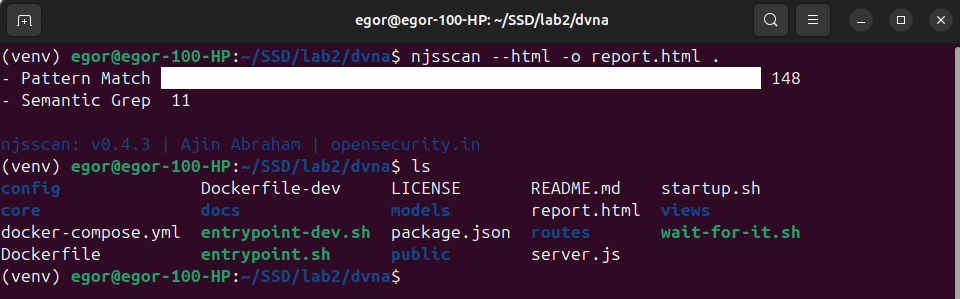 egor@egor-100-HP: ~/SSD/lab2/dvna
(venv) egor@egor-100-HP:~/SSD/lab2/dvna$ njsscan --html -o report.html .
- Pattern Match 148
- Semantic Grep  11
njsscan: v0.4.3 | Ajin Abraham | opensecurity.in
(venv) egor@egor-100-HP:~/SSD/lab2/dvna$ ls
config              Dockerfile-dev     LICENSE       README.md    startup.sh
core                docs               models        report.html  views
docker-compose.yml  entrypoint-dev.sh  package.json  routes       wait-for-it.sh
Dockerfile          entrypoint.sh      public        server.js
(venv) egor@egor-100-HP:~/SSD/lab2/dvna$